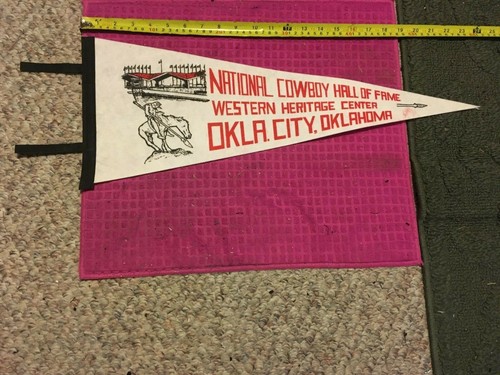 NATIONAL COWBOY HALL OF FAME
WESTERN HERITAGE CENTER
OKLA. CITY, OKLAHOMA